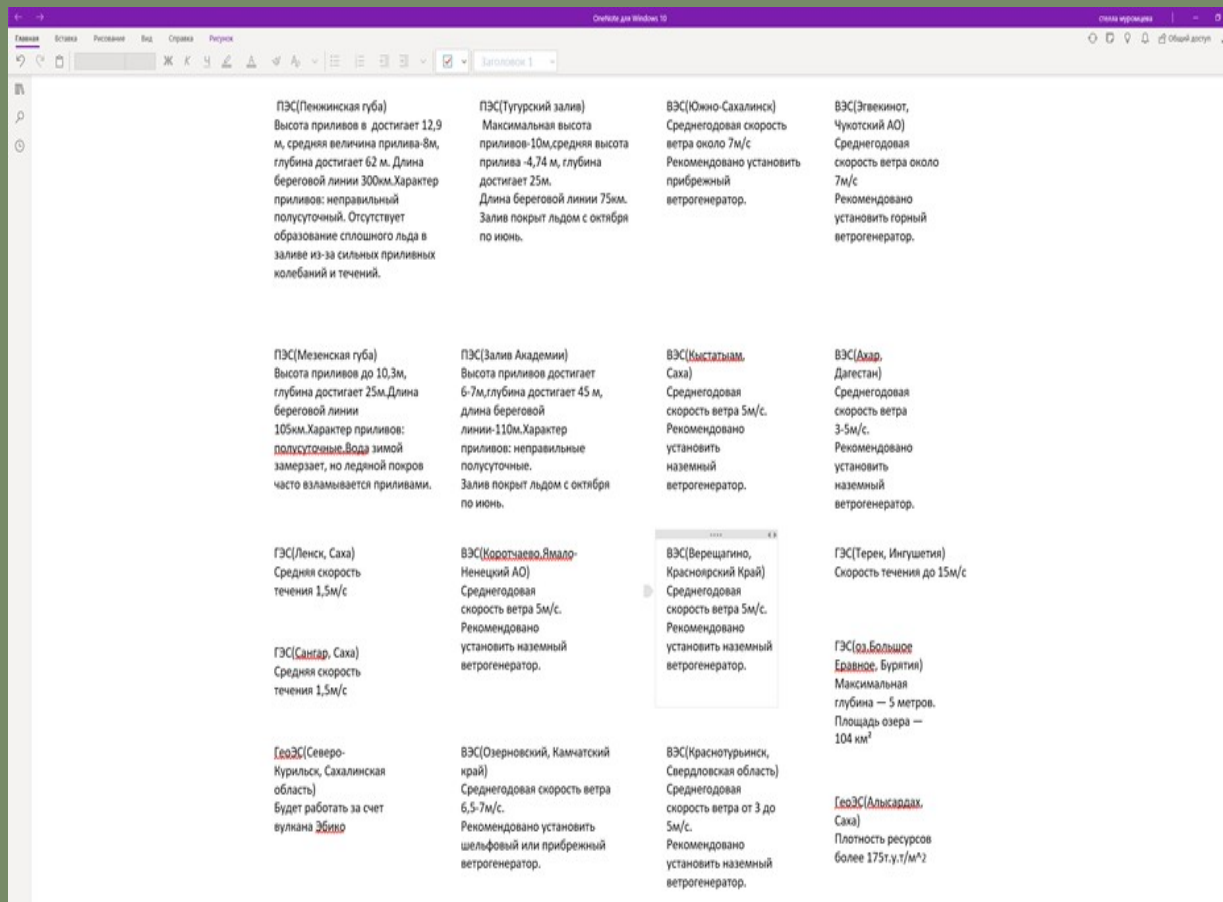 OneNote для Windows 10
стелла муромцева
Главная Вставка Рисование Вид Справка Рисунок
Общий доступ
Ж К Ч
Заголовок 1
ПЭС(Пенжинская губа)
Высота приливов в достигает 12,9
м, средняя величина прилива-8м,
глубина достигает 62 м. Длина
береговой линии 300км.Характер
приливов: неправильный
полусуточный. Отсутствует
образование сплошного льда в
заливе из-за сильных приливных
колебаний и течений.
ПЭС(Тугурский залив)
Максимальная высота
приливов-10м,средняя высота
прилива -4,74 м, глубина
достигает 25м.
Длина береговой линии 75км.
Залив покрыт льдом с октября
по июнь.
ВЭС(Южно-Сахалинск)
Среднегодовая скорость
ветра около 7м/с
Рекомендовано установить
прибрежный
ветрогенератор.
ВЭС(Эгвекинот,
Чукотский АО)
Среднегодовая
скорость ветра около
7м/с
Рекомендовано
установить горный
ветрогенератор.
ПЭС(Мезенская губа)
Высота приливов до 10,3м,
глубина достигает 25м.Длина
береговой линии
105км.Характер приливов:
полусуточные.Вода зимой
замерзает, но ледяной покров
часто взламывается приливами.
ПЭС(Залив Академии)
Высота приливов достигает
6-7м,глубина достигает 45 м,
длина береговой
линии-110м.Характер
приливов: неправильные
полусуточные.
Залив покрыт льдом с октября
по июнь.
ВЭС(Кыстатыам,
Саха)
Среднегодовая
скорость ветра 5м/с.
Рекомендовано
установить
наземный
ветрогенератор.
ВЭС(Ахар,
Дагестан)
Среднегодовая
скорость ветра
3-5м/с.
Рекомендовано
установить
наземный
ветрогенератор.
ГЭС(Ленск, Саха)
Средняя скорость
течения 1,5м/с
ВЭС(Коротчаево,Ямало-
Ненецкий АО)
Среднегодовая
скорость ветра 5м/с.
Рекомендовано
установить наземный
ветрогенератор.
ВЭС(Верещагино,
Красноярский Край)
Среднегодовая
скорость ветра 5м/с.
Рекомендовано
установить наземный
ветрогенератор.
ГЭС(Терек, Ингушетия)
Скорость течения до 15м/с
ГЭС(Сангар, Саха)
Средняя скорость
течения 1,5м/с
ГЭС(оз.Большое
Еравное, Бурятия)
Максимальная
глубина — 5 метров.
Площадь озера —
104 км²
ГеоЭС(Северо-
Курильск, Сахалинская
область)
Будет работать за счет
вулкана Эбико
ВЭС(Озерновский, Камчатский
край)
Среднегодовая скорость ветра
6,5-7м/с.
Рекомендовано установить
шельфовый или прибрежный
ветрогенератор.
ВЭС(Краснотурьинск,
Свердловская область)
Среднегодовая
скорость ветра от 3 до
5м/с.
Рекомендовано
установить наземный
ветрогенератор.
ГеоЭС(Алысардах,
Саха)
Плотность ресурсов
более 175т.у.т/м^2